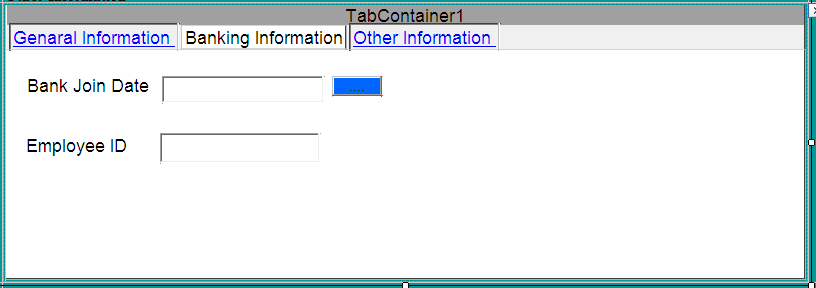 TabContainer1
Genaral Information
Banking Information
Other Information
Bank Join Date
....
Employee ID